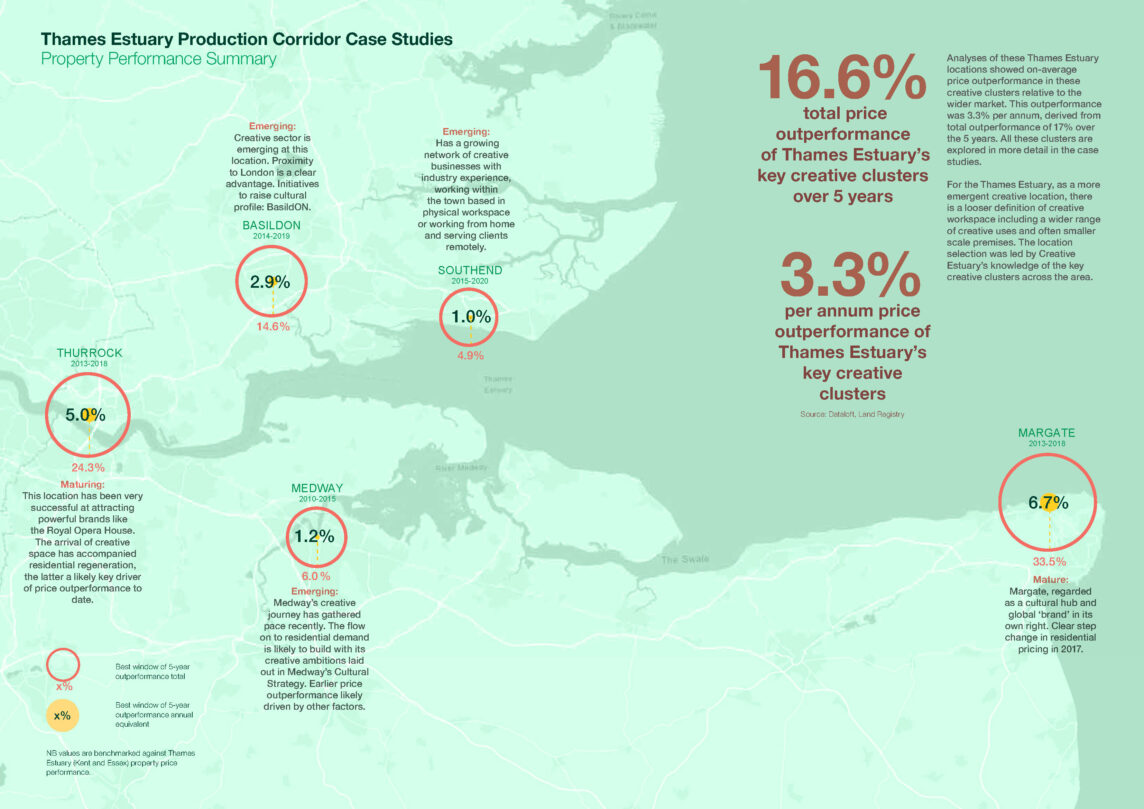 Thames Estuary Production Corridor Case Studies
Property Performance Summary
Rivers Colne
& Blackwater
16.6%
total price
outperformance
of Thames Estuary's
key creative clusters
over 5 years
3.3%
per annum price
outperformance of
Thames Estuary's
key creative
clusters
Source: Dataloft, Land Registry
Analyses of these Thames Estuary
locations showed on-average
price outperformance in these
creative clusters relative to the
wider market. This outperformance
was 3.3% per annum, derived from
total outperformance of 17% over
the 5 years. All these clusters are
explored in more detail in the case
studies.
For the Thames Estuary, as a more
emergent creative location, there
is a looser definition of creative
workspace including a wider range
of creative uses and often smaller
scale premises. The location
selection was led by Creative
Estuary's knowledge of the key
creative clusters across the area.
Emerging:
Creative sector is
emerging at this
location. Proximity
to London is a clear
advantage. Initiatives
to raise cultural
profile: BasildON.
BASILDON
2014-2019
2.9%
14.6%
Emerging:
Has a growing
network of creative
businesses with
industry experience,
working within
the town based in
physical workspace
or working from home
and serving clients
remotely.
SOUTHEND
2015-2020
1.0%
4.9%
Thames
Estuary
THURROCK
2013-2018
5.0%
24.3%
Maturing:
This location has been very
successful at attracting
powerful brands like
the Royal Opera House.
The arrival of creative
space has accompanied
residential regeneration,
the latter a likely key driver
of price outperformance to
date.
River Medway
MEDWAY
2010-2015
1.2%
6.0 %
Emerging:
Medway's creative
journey has gathered
pace recently. The flow
on to residential demand
is likely to build with its
creative ambitions laid
out in Medway's Cultural
Strategy. Earlier price
outperformance likely
driven by other factors.
The Swale
MARGATE
2013-2018
6.7%
33.5%
Mature:
Margate, regarded
as a cultural hub and
global 'brand' in its
own right. Clear step
change in residential
pricing in 2017.
x%
Best window of 5-year
outperformance total
x%
Best window of 5-year
outperformance annual
equivalent
NB values are benchmarked against Thames
Estuary (Kent and Essex) property price
performance.